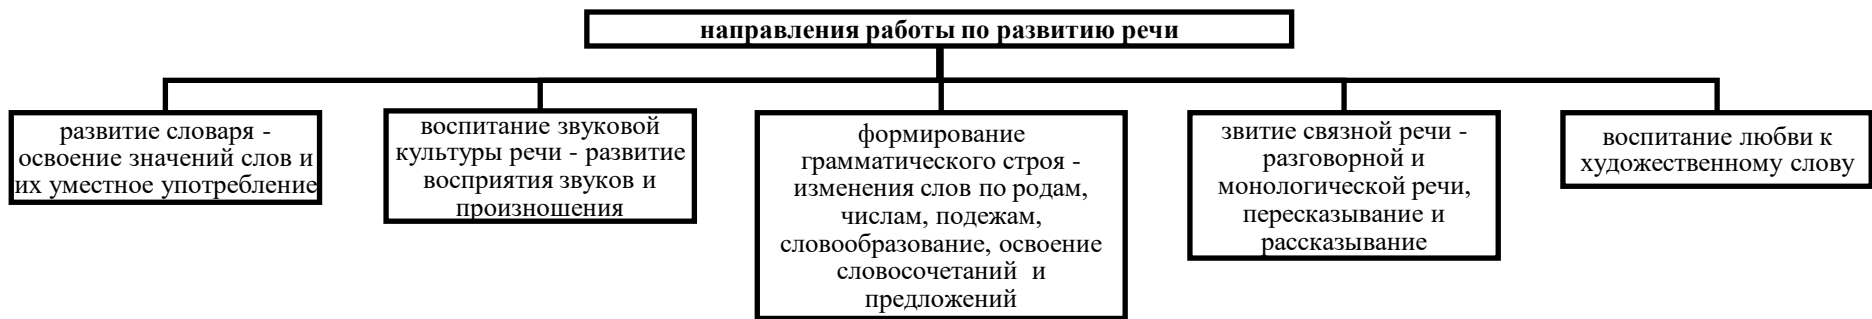 направления работы по развитию речи
развитие словаря -
освоение значений слов и
их уместное употребление
воспитание звуковой
культуры речи - развитие
восприятия звуков и
произношения
формирование
грамматического строя -
изменения слов по родам,
числам, подежам,
словообразование, освоение
словосочетаний и
предложений
звитие связной речи -
разговорной и
монологической речи,
пересказывание и
рассказывание
воспитание любви к
художественному слову